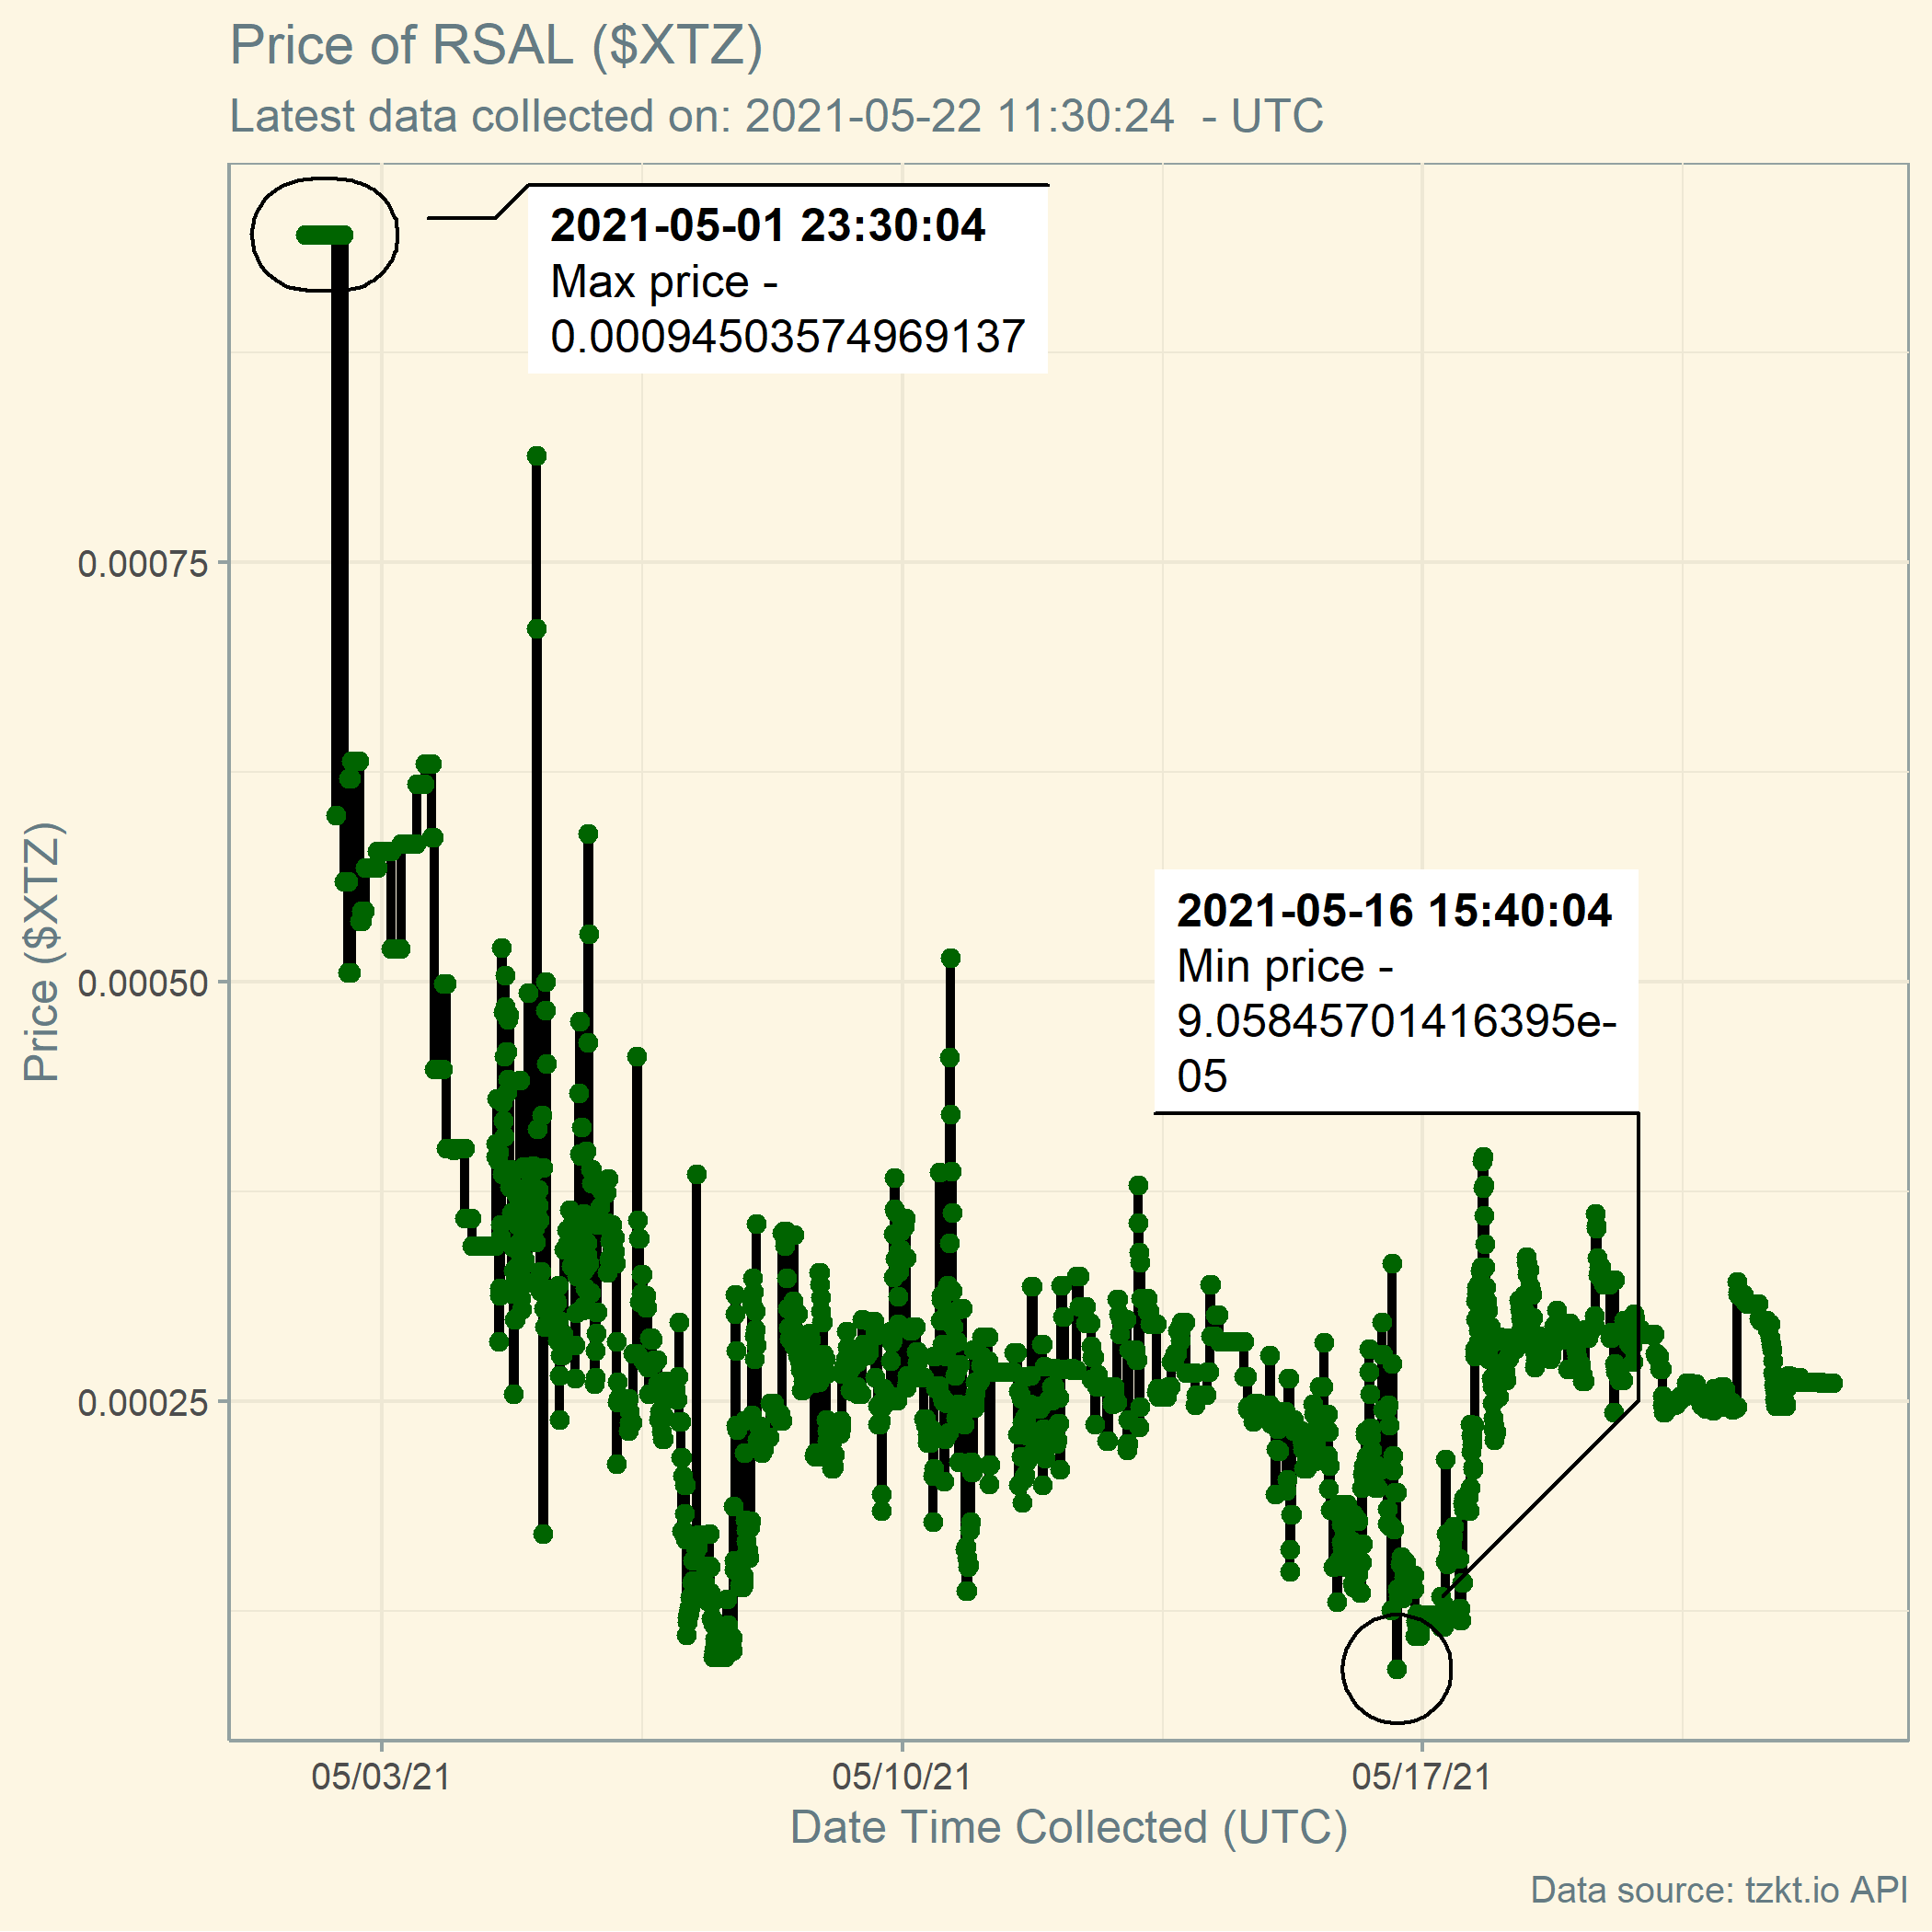 Price of RSAL ($XTZ)
Latest data collected on: 2021-05-22 11:30:24  - UTC
2021-05-01 23:30:04
Max price -
0.00094503574969137
0.00075
2021-05-16 15:40:04
Min price -
9.05845701416395e-
05
0.00050
0.00025
Price ($XTZ)
05/03/21
05/10/21
05/17/21
Date Time Collected (UTC)
Data source: tzkt.io API